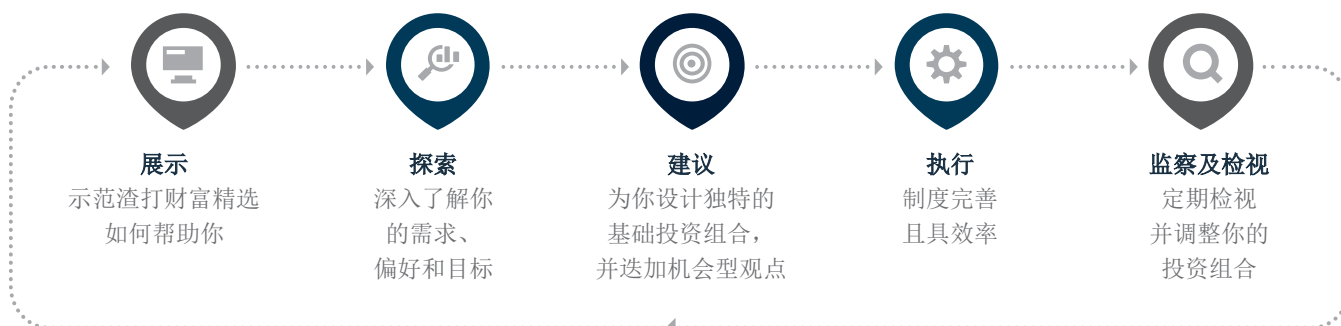 展示
示范渣打财富精选
如何帮助你
探索
深入了解你
的需求、
偏好和目标
建议
为你设计独特的
基础投资组合，
并迭加机会型观点
执行
制度完善
且具效率
监察及检视
定期检视
并调整你的
投资组合